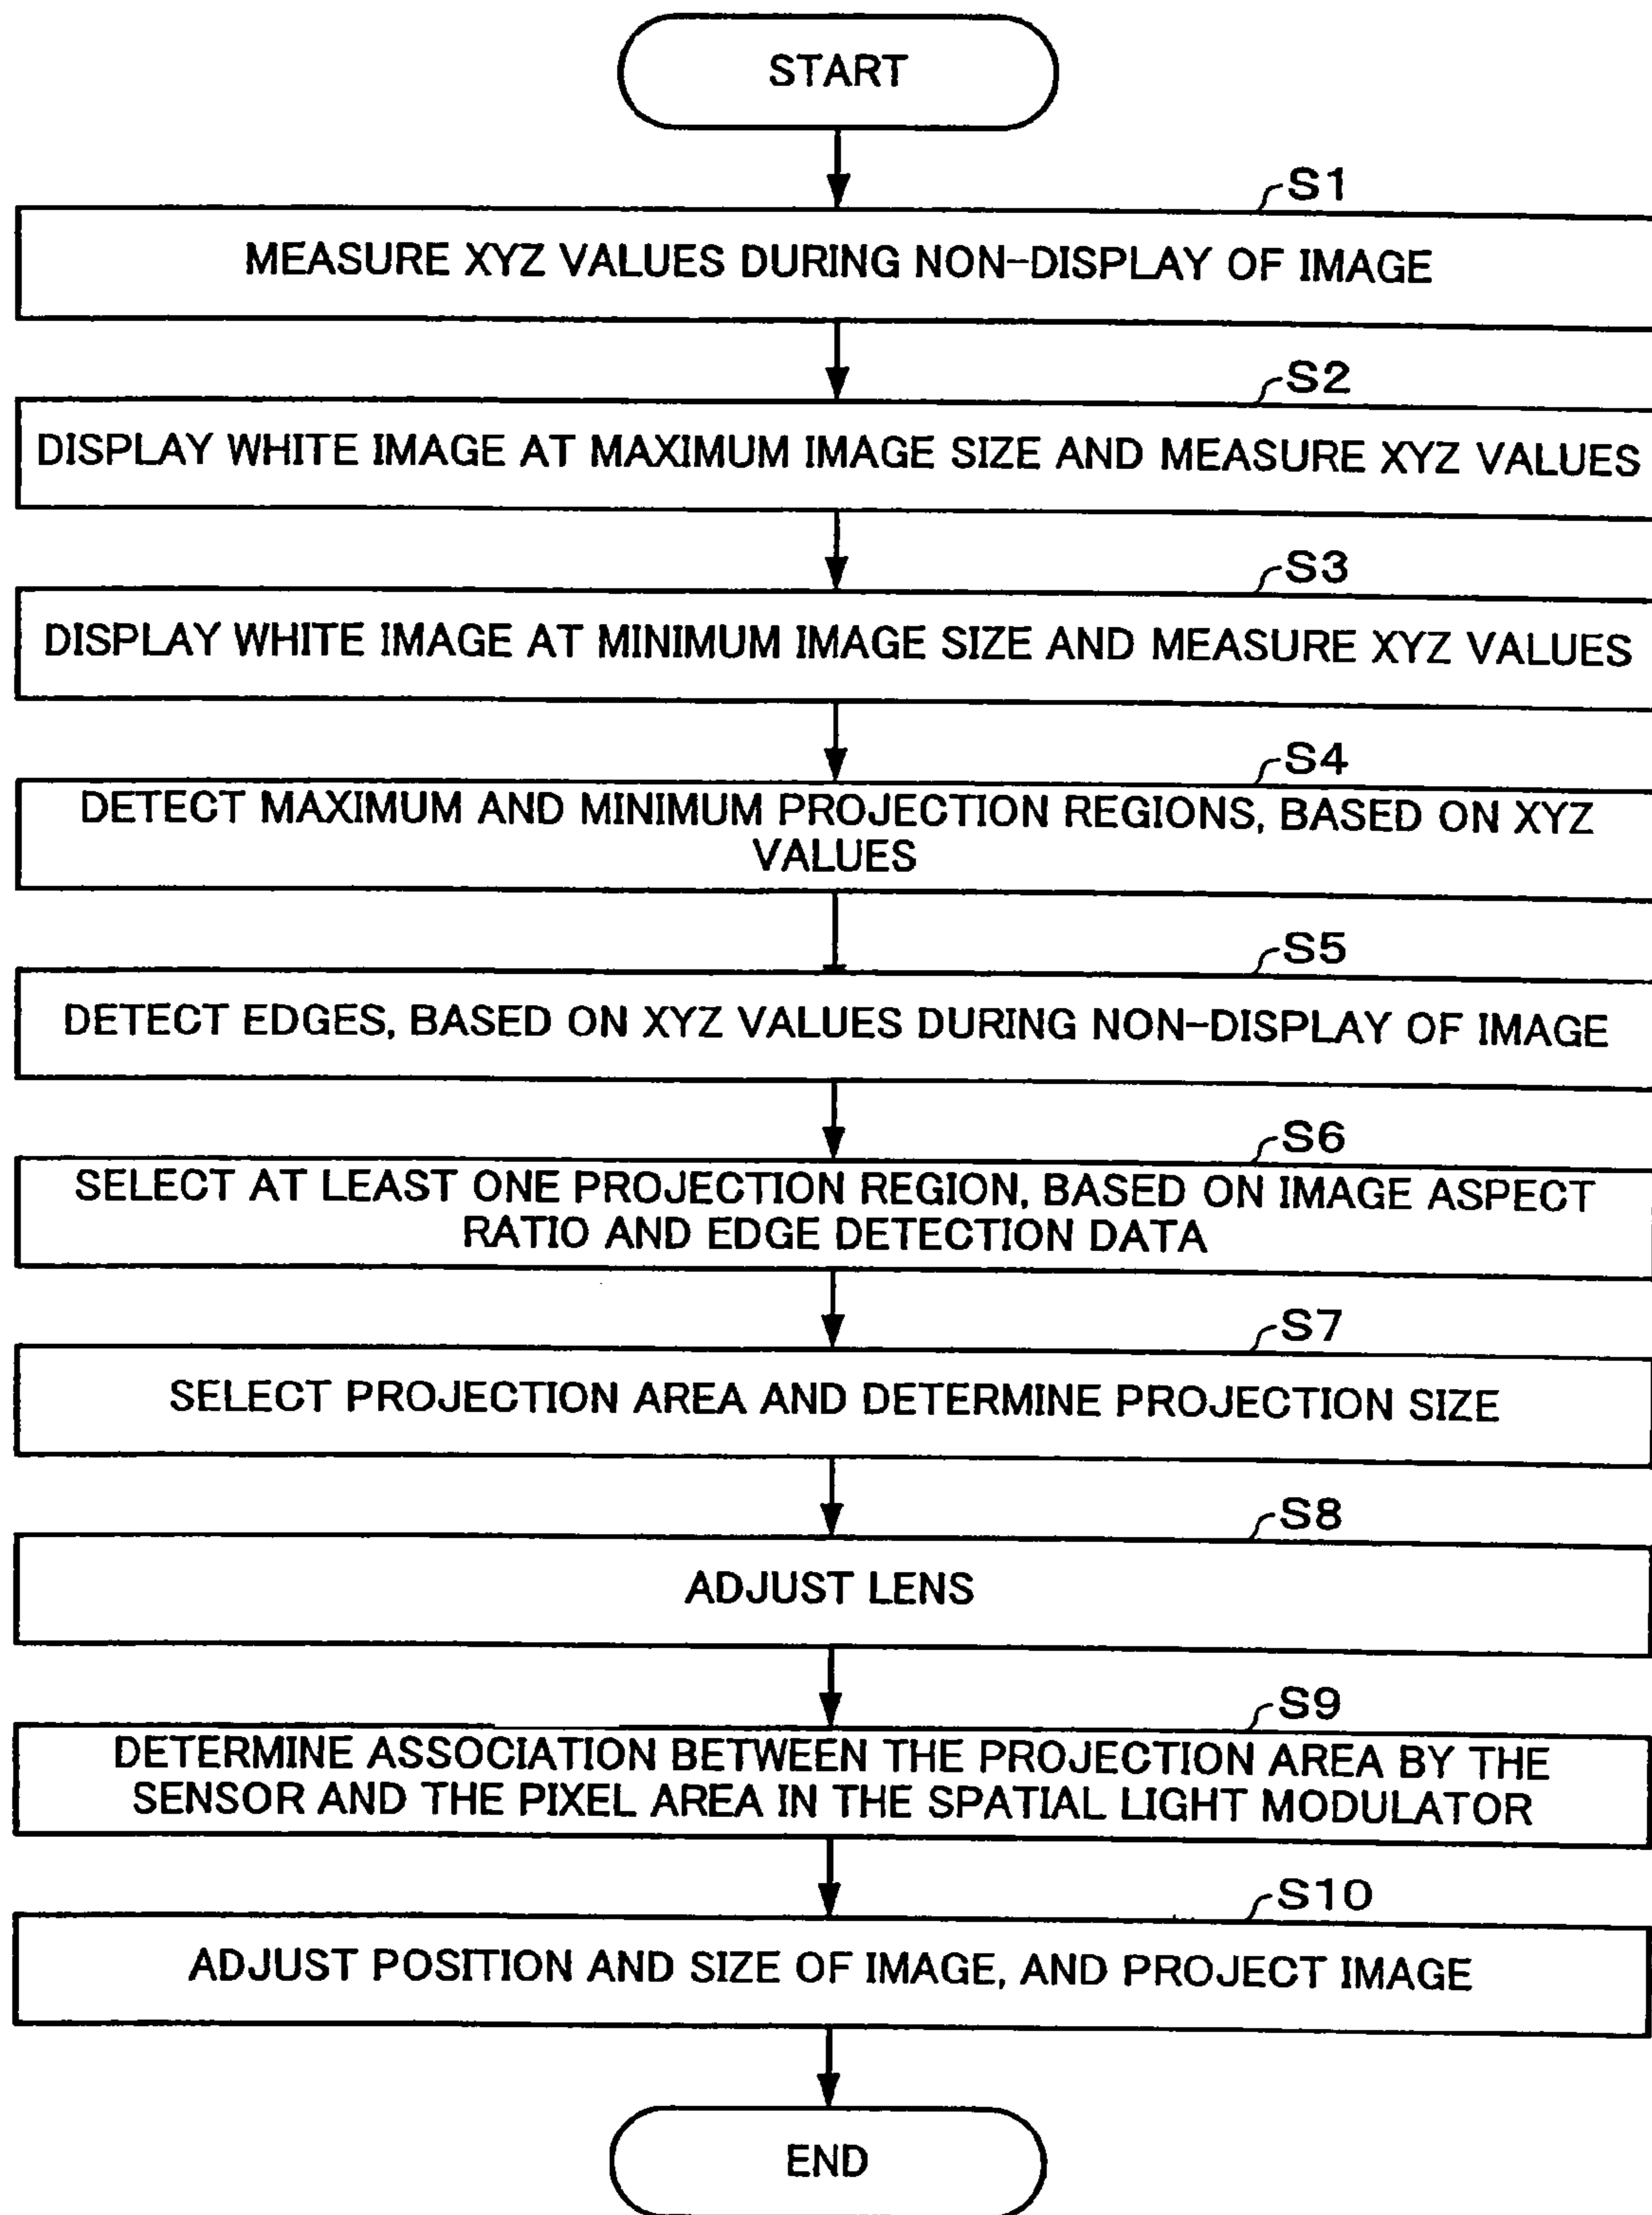 START
S1
MEASURE XYZ VALUES DURING NON-DISPLAY OF IMAGE
S2
DISPLAY WHITE IMAGE AT MAXIMUM IMAGE SIZE AND MEASURE XYZ VALUES
S3
DISPLAY WHITE IMAGE AT MINIMUM IMAGE SIZE AND MEASURE XYZ VALUES
S4
DETECT MAXIMUM AND MINIMUM PROJECTION REGIONS, BASED ON XYZ
VALUES
S5
DETECT EDGES, BASED ON XYZ VALUES DURING NON-DISPLAY OF IMAGE
S6
SELECT AT LEAST ONE PROJECTION REGION, BASED ON IMAGE ASPECT
RATIO AND EDGE DETECTION DATA
S7
SELECT PROJECTION AREA AND DETERMINE PROJECTION SIZE
S8
ADJUST LENS
S9
DETERMINE ASSOCIATION BETWEEN THE PROJECTION AREA BY THE
SENSOR AND THE PIXEL AREA IN THE SPATIAL LIGHT MODULATOR
S10
ADJUST POSITION AND SIZE OF IMAGE, AND PROJECT IMAGE
END